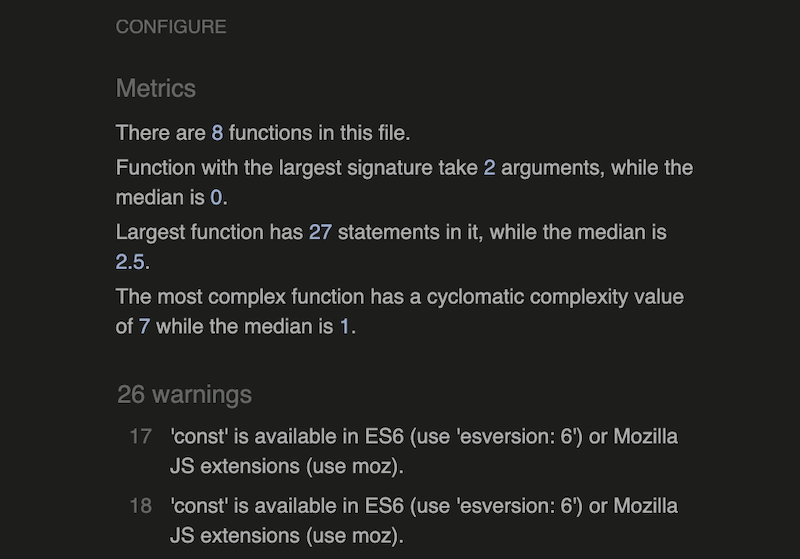 CONFIGURE
Metrics
There are 8 functions in this file.
Function with the largest signature take 2 arguments, while the
median is 0.
Largest function has 27 statements in it, while the median is
2.5.
The most complex function has a cyclomatic complexity value
of 7 while the median is 1.
26 warnings
17 'const' is available in ES6 (use 'esversion: 6') or Mozilla
JS extensions (use moz).
18 'const' is available in ES6 (use 'esversion: 6') or Mozilla
JS extensions (use moz).